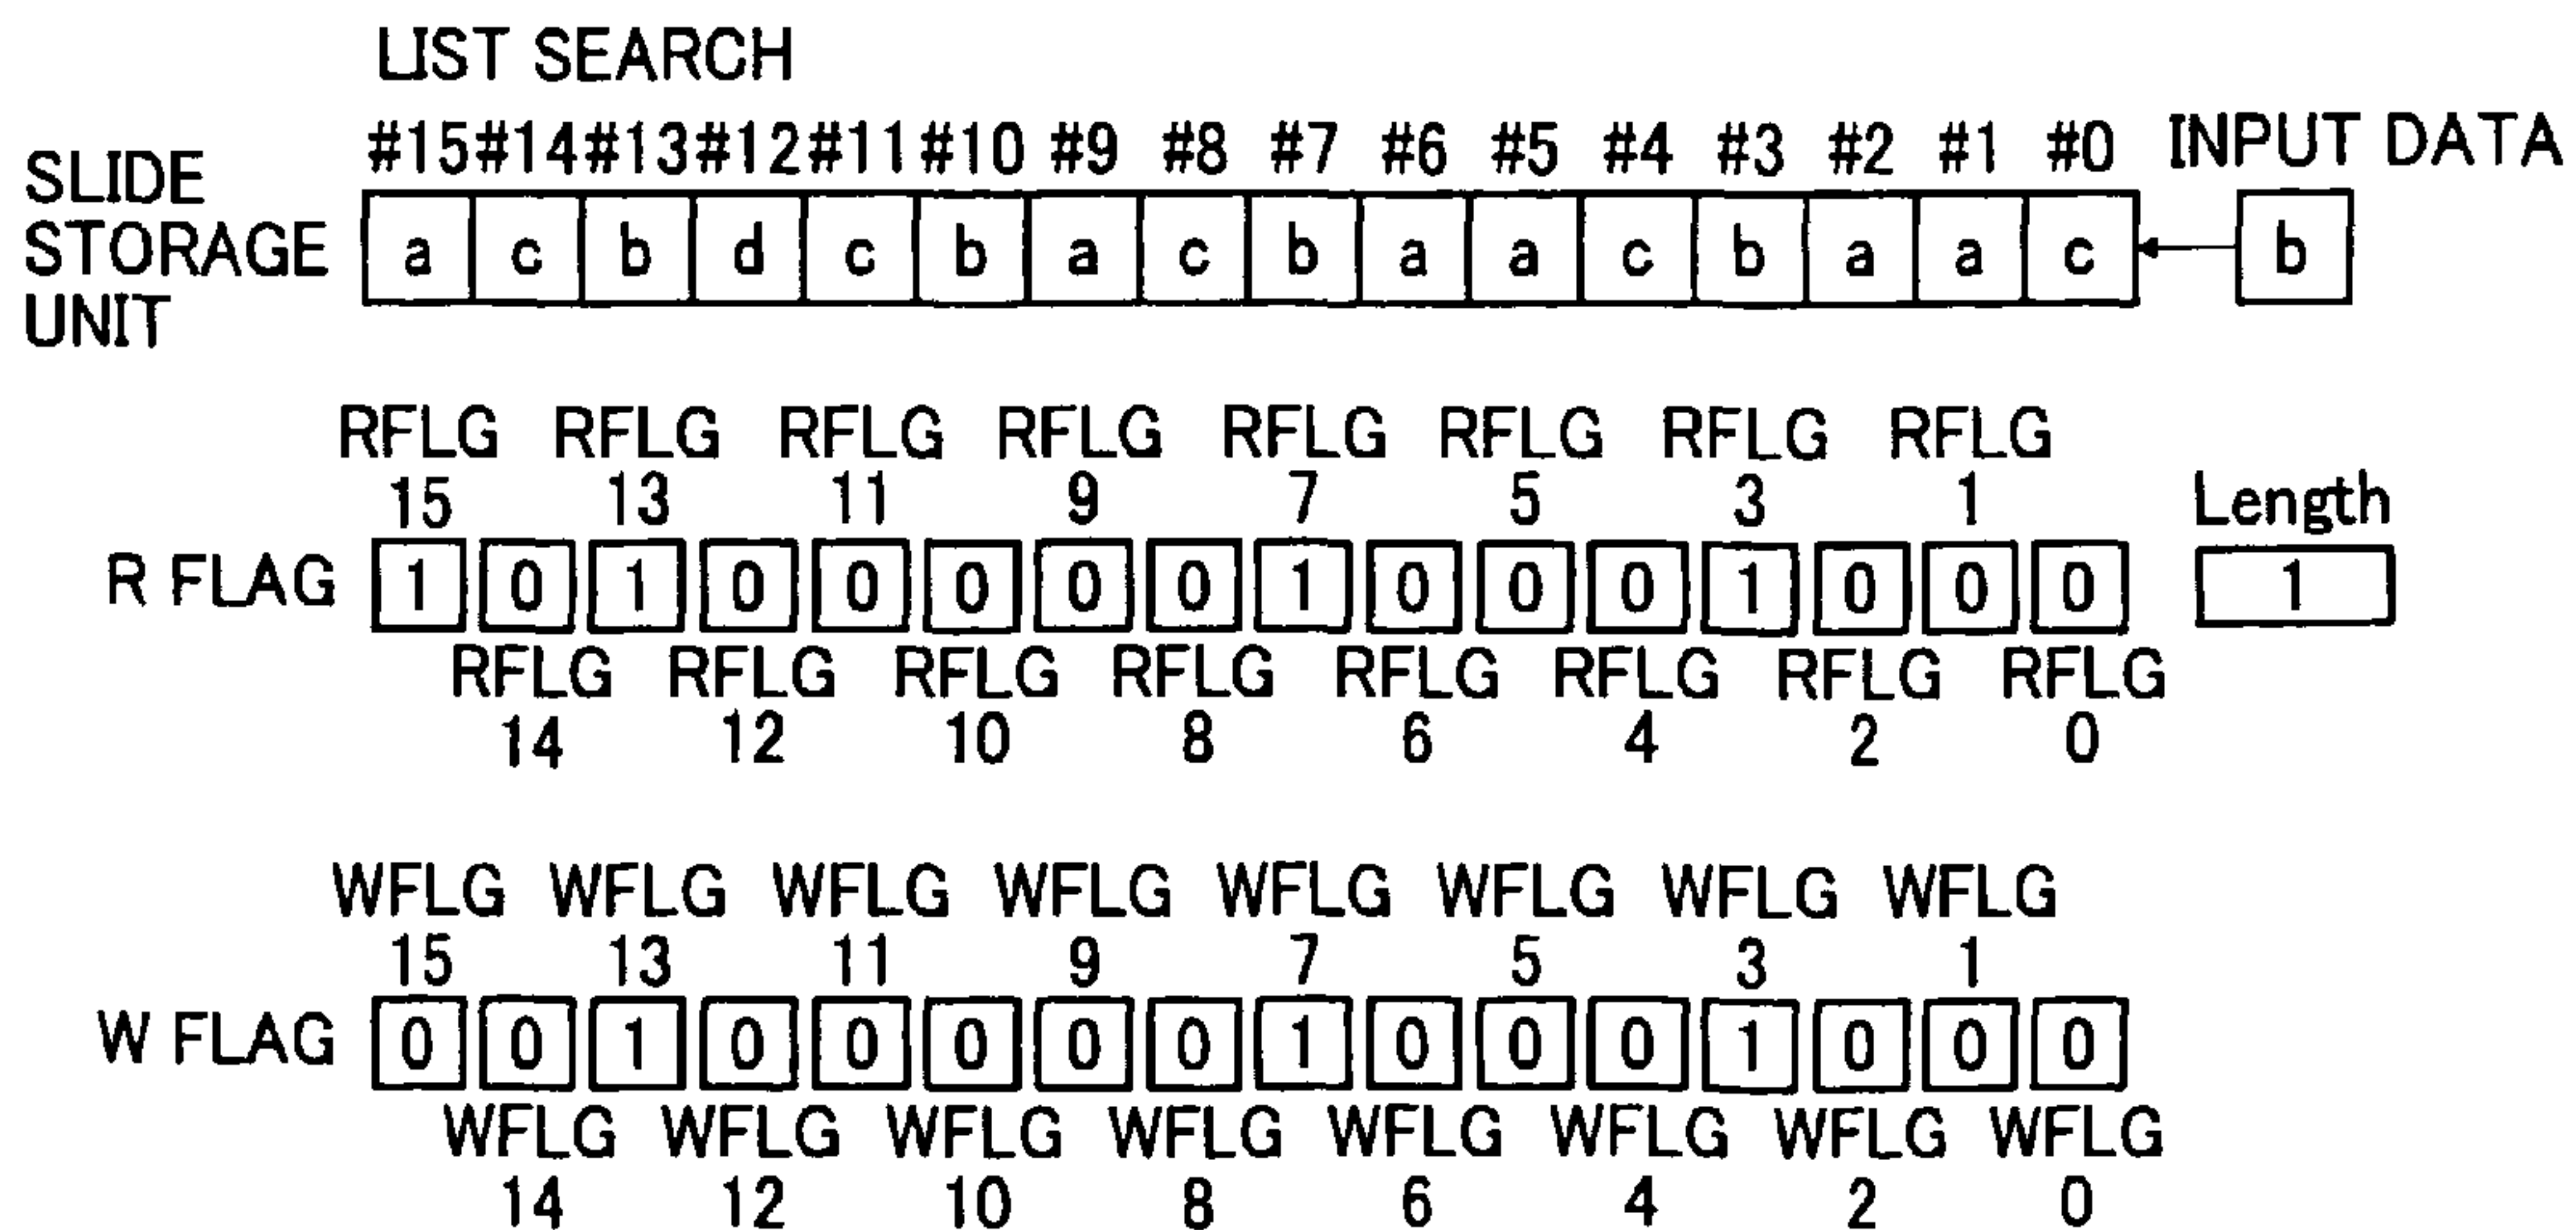 LIST SEARCH
#15 #14 #13 #12 #11 #10 #9 #8 #7 #6 #5 #4 #3 #2 #1 #0 INPUT DATA
SLIDE STORAGE UNIT
a c b d c b a c b a a c b a a c b
RFLG RFLG RFLG RFLG RFLG RFLG RFLG RFLG
15 13 11 9 7 5 3 1 Length
R FLAG 1 0 1 0 0 0 0 0 1 0 0 0 1 0 0 0 1
RFLG RFLG RFLG RFLG RFLG RFLG RFLG RFLG
14 12 10 8 6 4 2 0
WFLG WFLG WFLG WFLG WFLG WFLG WFLG WFLG
15 13 11 9 7 5 3 1
W FLAG 0 0 1 0 0 0 0 0 1 0 0 0 1 0 0 0
WFLG WFLG WFLG WFLG WFLG WFLG WFLG WFLG
14 12 10 8 6 4 2 0